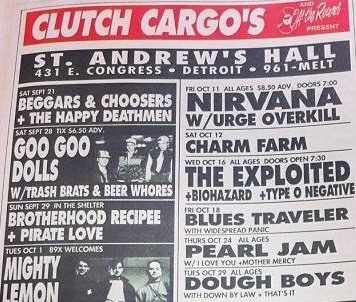 CLUTCH CARGO'S
AND
Off the Record
PRESENT
ST. ANDREW'S HALL
431 E. CONGRESS • DETROIT • 961-MELT
SAT SEPT 21
BEGGARS & CHOOSERS
+ THE HAPPY DEATHMEN
SAT SEPT 28 TIX $6.50 ADV.
GOO GOO
DOLLS
W/TRASH BRATS & BEER WHORES
SUN SEPT 29 IN THE SHELTER
BROTHERHOOD RECIPEE
+ PIRATE LOVE
TUES OCT 1 89X WELCOMES
MIGHTY
LEMON
FRI OCT 11 ALL AGES $8.50 ADV. DOORS 7:00
NIRVANA
W/URGE OVERKILL
SAT OCT 12
CHARM FARM
WED OCT 16 ALL AGES DOORS OPEN 7:30
THE EXPLOITED
+BIOHAZARD +TYPE O NEGATIVE
FRI OCT 18
BLUES TRAVELER
WITH WIDESPREAD PANIC
THURS OCT 24 ALL AGES
PEARL JAM
W/ I LOVE YOU +MOTHER MERCY
TUES OCT 29 ALL AGES
DOUGH BOYS
WITH DOWN BY LAW + THAT'S IT